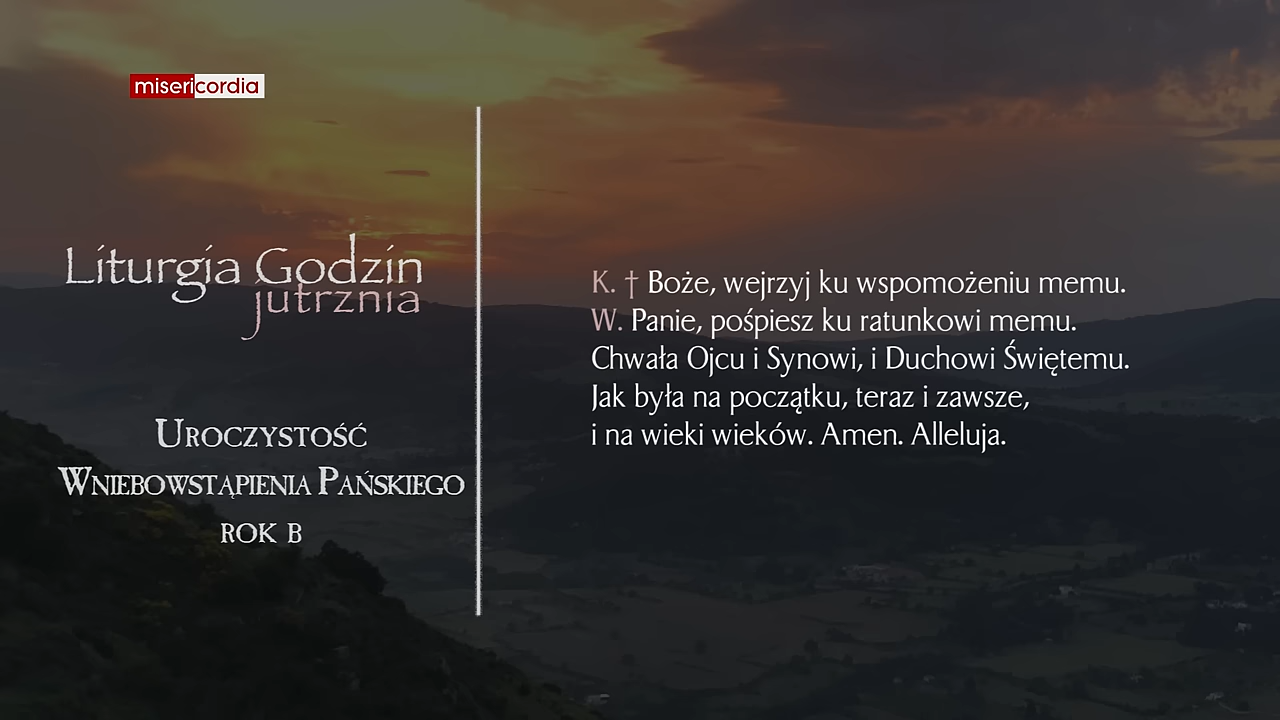 misericordia
Liturgia Godzin
jutrznia
Uroczystość
Wniebowstąpienia Pańskiego
rok B
K. † Boże, wejrzyj ku wspomożeniu memu.
W. Panie, pośpiesz ku ratunkowi memu.
Chwała Ojcu i Synowi, i Duchowi Świętemu.
Jak była na początku, teraz i zawsze,
i na wieki wieków. Amen. Alleluja.